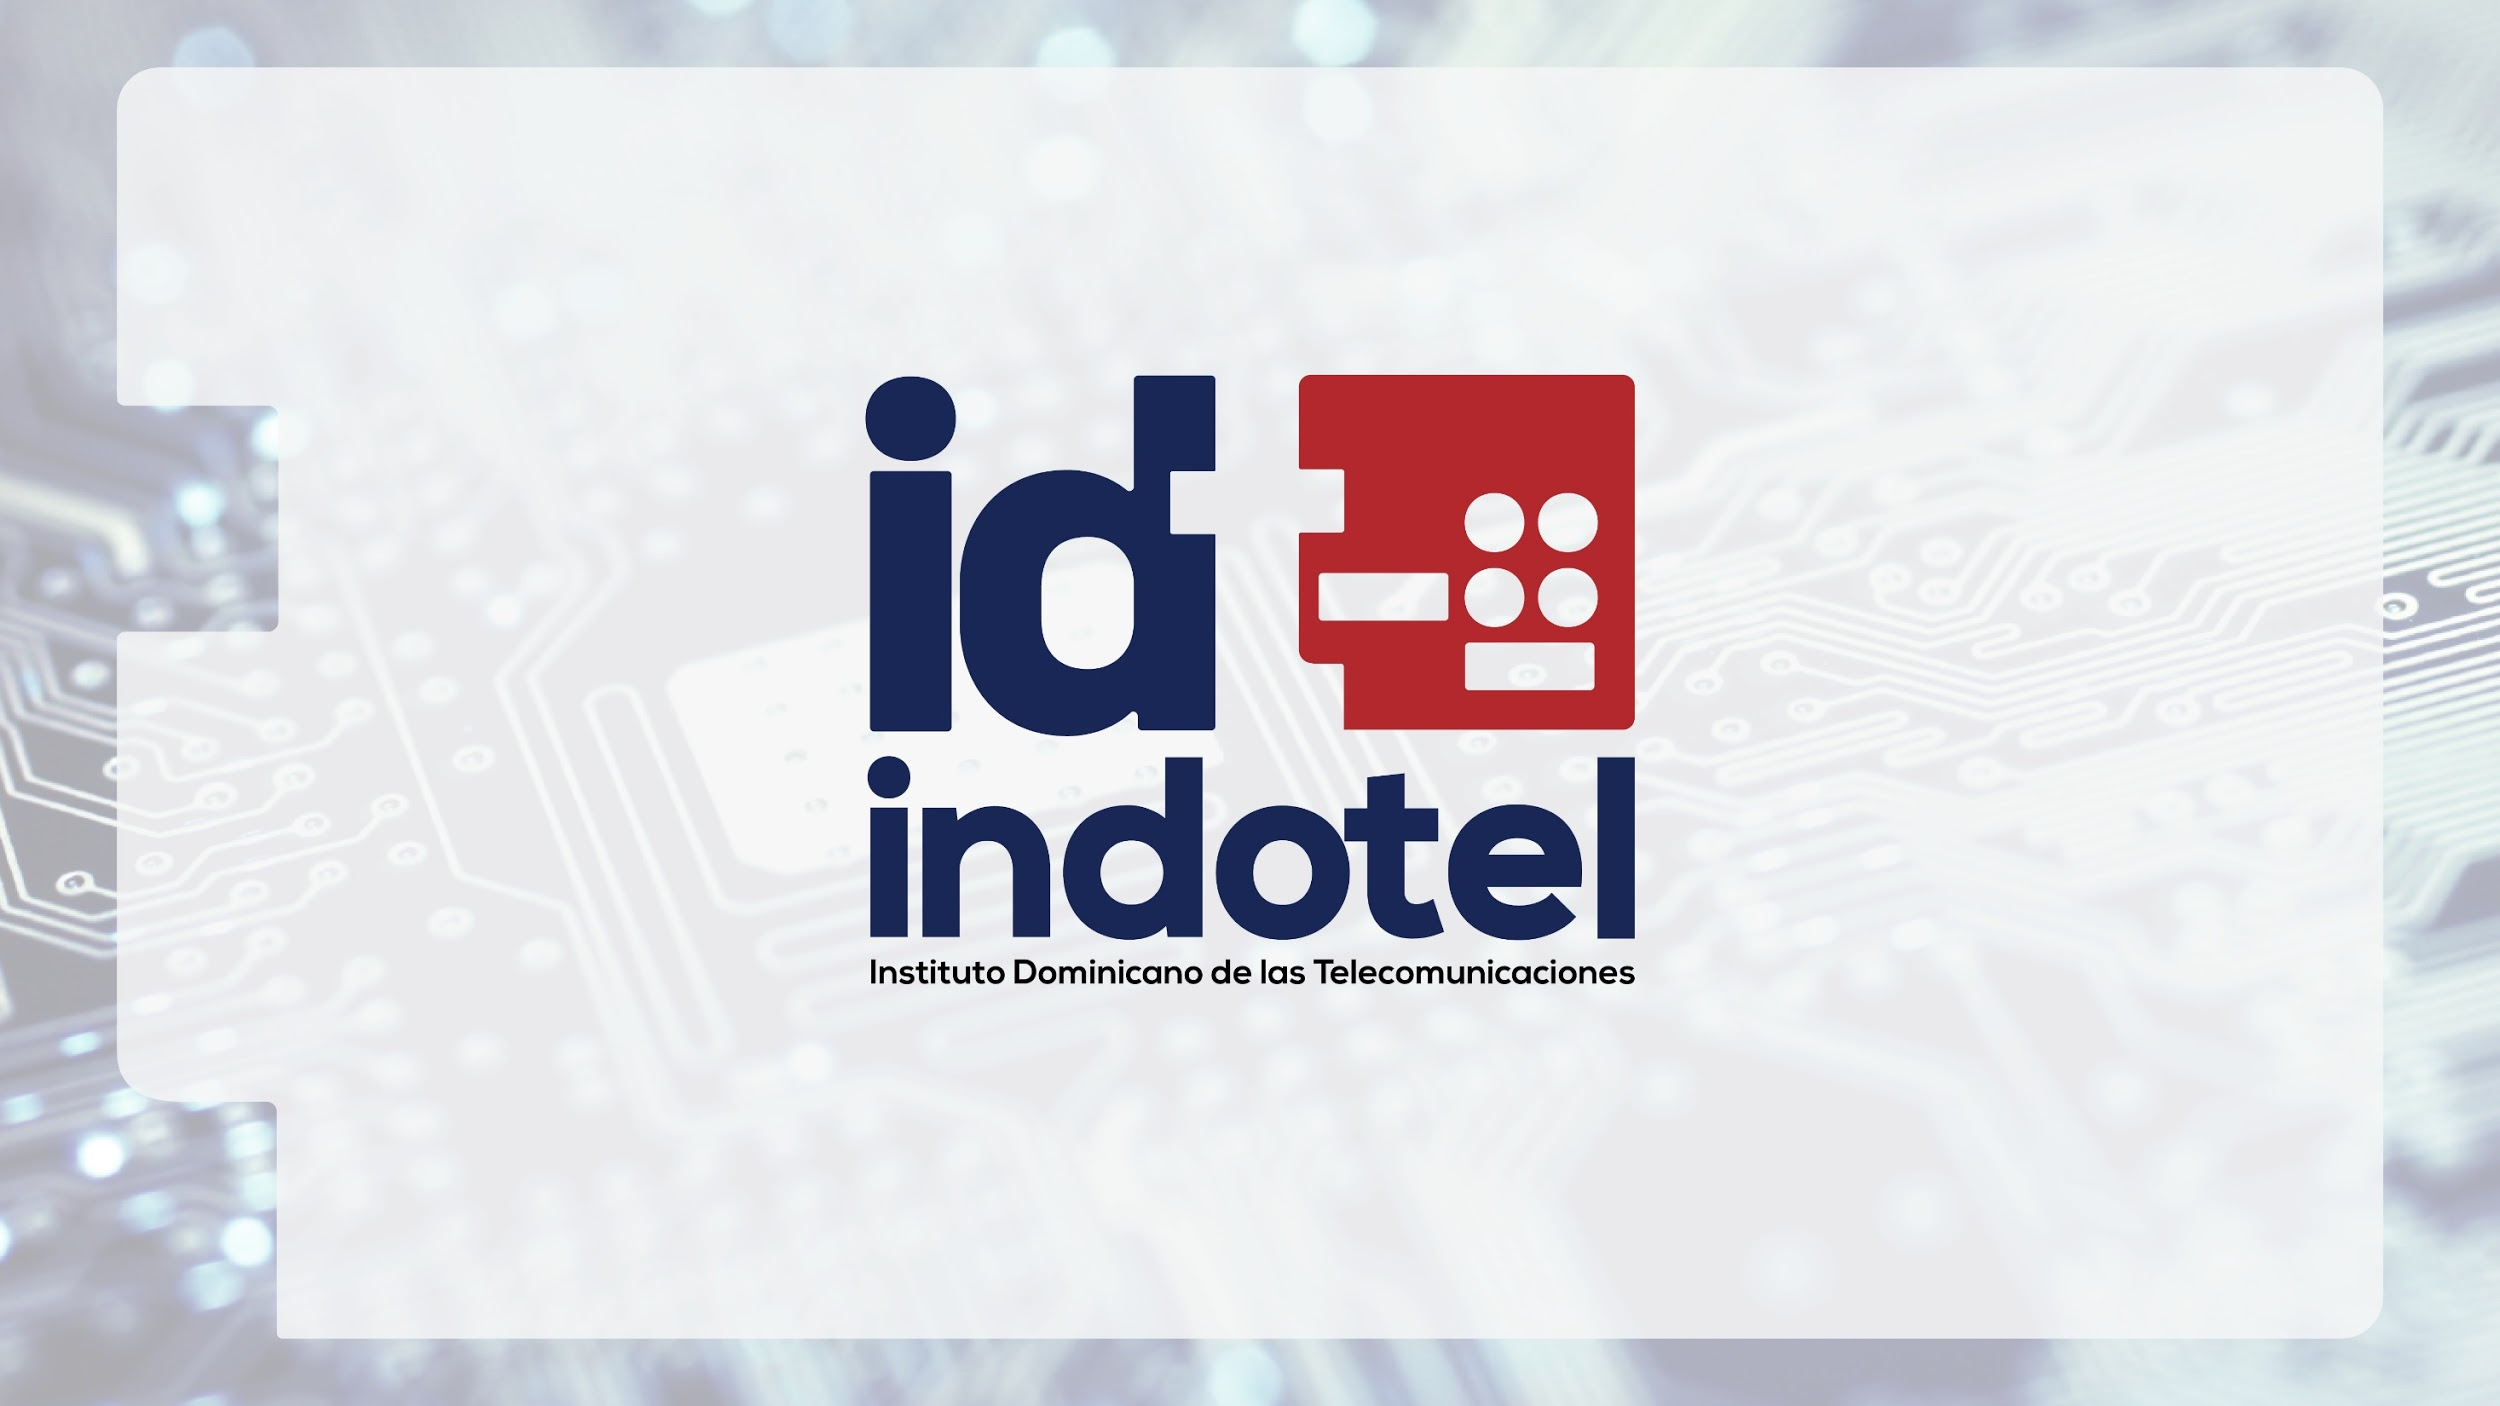 id
indotel
Instituto Dominicano de las Telecomunicaciones